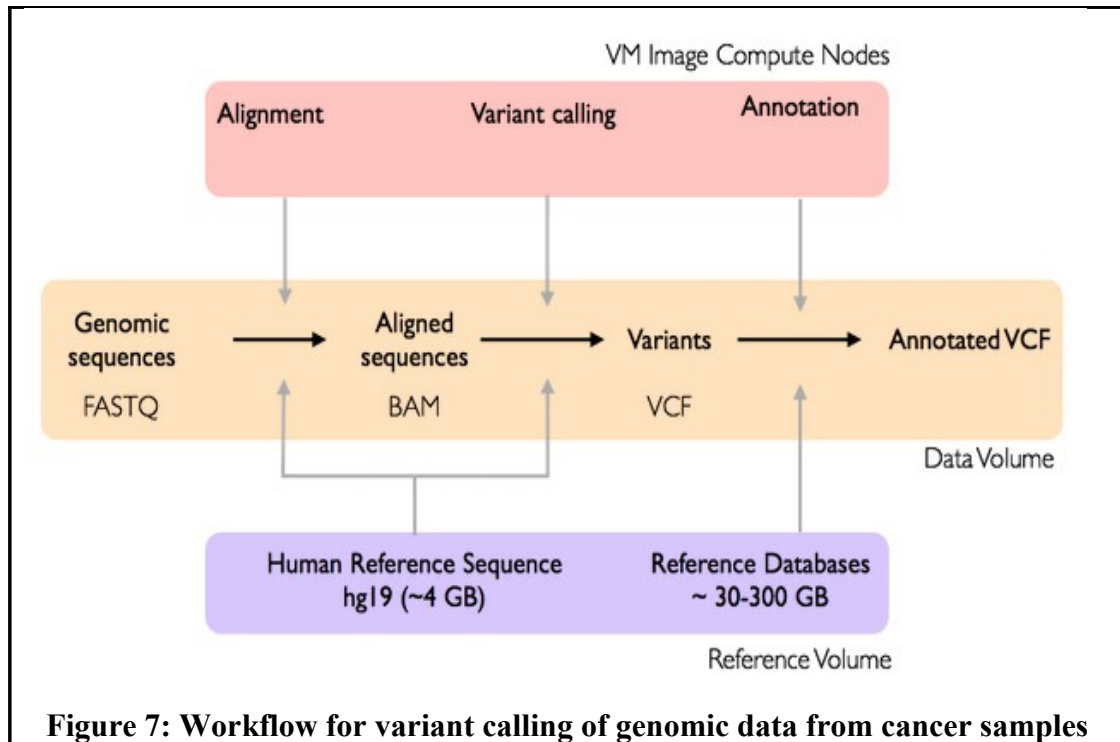 VM Image Compute Nodes
Alignment
Variant calling
Annotation
Genomic
sequences
FASTQ
Aligned
sequences
BAM
Variants
VCF
Annotated VCF
Data Volume
Human Reference Sequence
hg19 (~4 GB)
Reference Databases
~ 30-300 GB
Reference Volume
Figure 7: Workflow for variant calling of genomic data from cancer samples